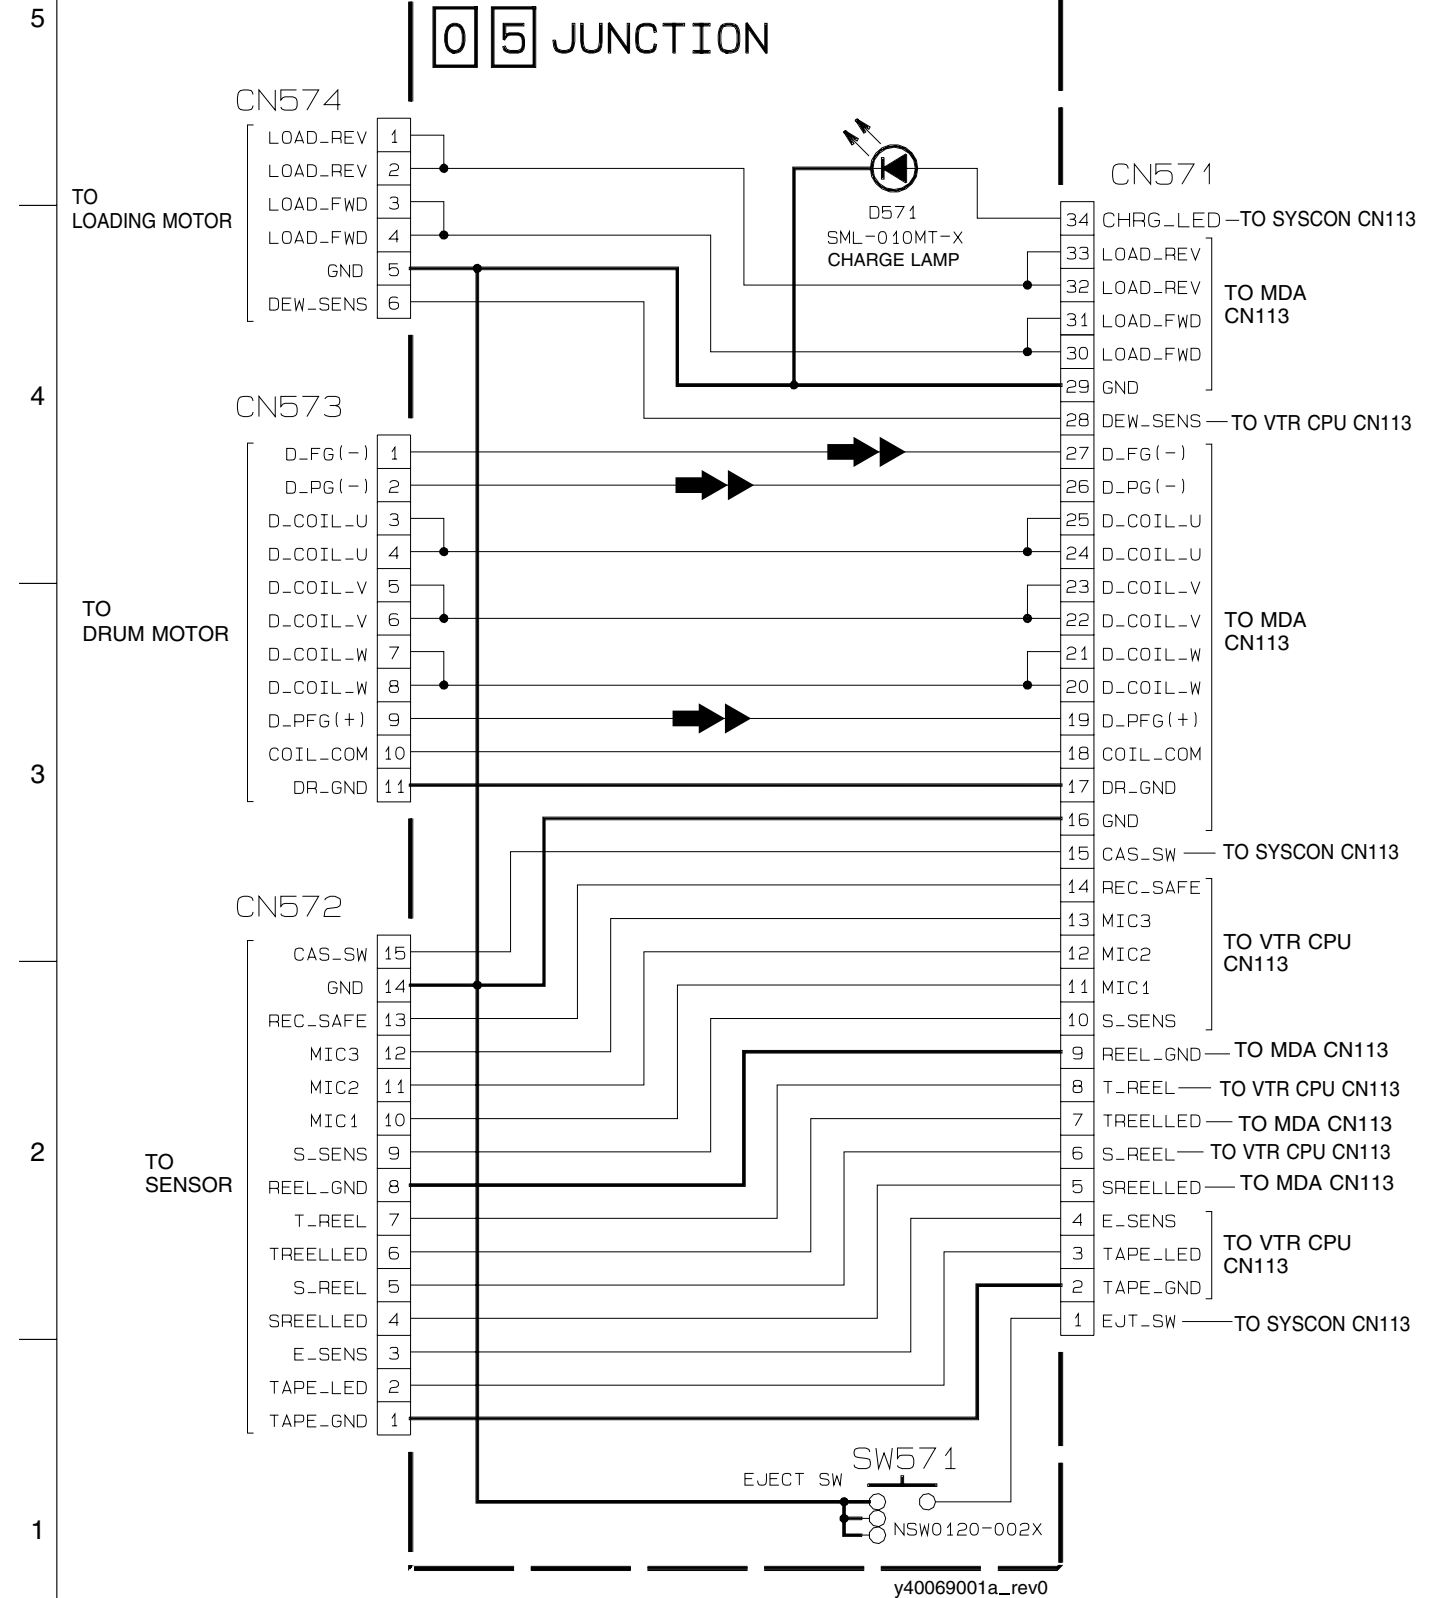 5
0 5 JUNCTION
CN574
LOAD_REV 1
LOAD_REV 2
LOAD_FWD 3
LOAD_FWD 4
GND 5
DEW_SENS 6
TO
LOADING MOTOR
D571
SML-010MT-X
CHARGE LAMP
CN571
34 CHRG_LED TO SYSCON CN113
33 LOAD_REV
32 LOAD_REV
31 LOAD_FWD
30 LOAD_FWD
29 GND
TO MDA
CN113
28 DEW_SENS TO VTR CPU CN113
4
CN573
D_FG(-) 1
D_PG(-) 2
D_COIL_U 3
D_COIL_U 4
D_COIL_V 5
D_COIL_V 6
D_COIL_W 7
D_COIL_W 8
D_PFG(+) 9
COIL_COM 10
DR_GND 11
TO
DRUM MOTOR
27 D_FG(-)
26 D_PG(-)
25 D_COIL_U
24 D_COIL_U
23 D_COIL_V
22 D_COIL_V
21 D_COIL_W
20 D_COIL_W
19 D_PFG(+)
18 COIL_COM
17 DR_GND
16 GND
TO MDA
CN113
3
15 CAS_SW TO SYSCON CN113
14 REC_SAFE
13 MIC3
12 MIC2
11 MIC1
10 S_SENS
TO VTR CPU
CN113
9 REEL_GND TO MDA CN113
8 T_REEL TO VTR CPU CN113
7 TREELLED TO MDA CN113
6 S_REEL TO VTR CPU CN113
5 SREELLED TO MDA CN113
4 E_SENS
3 TAPE_LED
2 TAPE_GND
TO VTR CPU
CN113
1 EJT_SW TO SYSCON CN113
CN572
CAS_SW 15
GND 14
REC_SAFE 13
MIC3 12
MIC2 11
MIC1 10
S_SENS 9
REEL_GND 8
T_REEL 7
TREELLED 6
S_REEL 5
SREELLED 4
E_SENS 3
TAPE_LED 2
TAPE_GND 1
2
TO
SENSOR
SW571
EJECT SW
NSW0120-002X
1
y40069001a_rev0